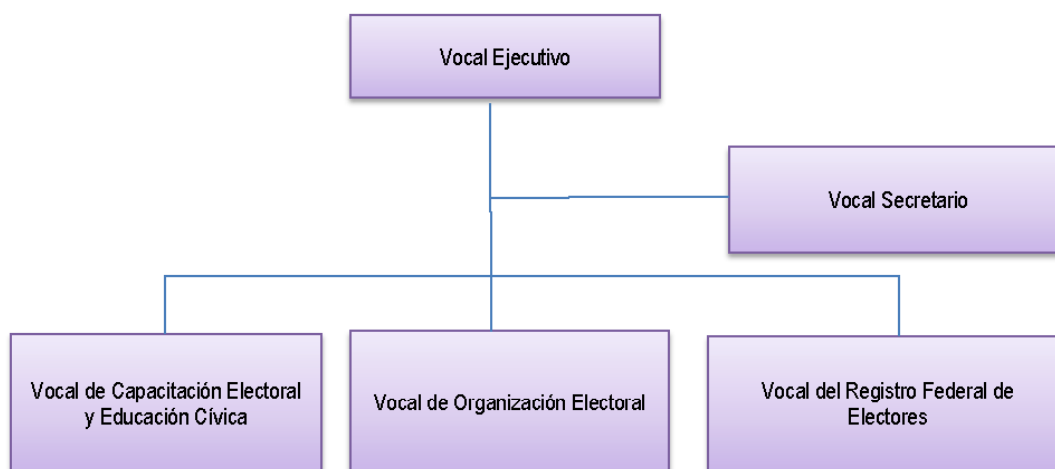 Vocal Ejecutivo
Vocal Secretario
Vocal de Capacitación Electoral
y Educación Cívica
Vocal de Organización Electoral
Vocal del Registro Federal de
Electores